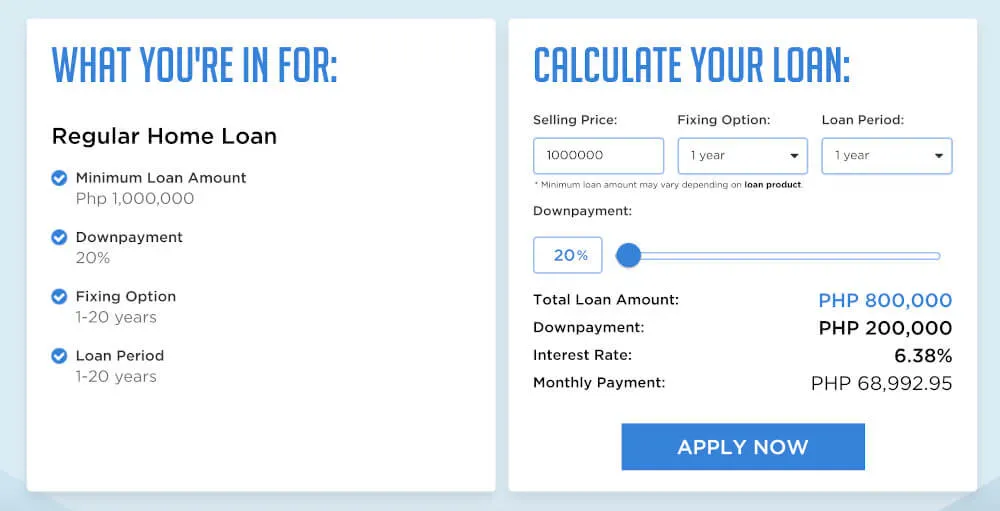 WHAT YOU'RE IN FOR:
Regular Home Loan
Minimum Loan Amount
Php 1,000,000
Downpayment
20%
Fixing Option
1-20 years
Loan Period
1-20 years
CALCULATE YOUR LOAN:
Selling Price: Fixing Option: Loan Period:
1000000 1 year 1 year
* Minimum loan amount may vary depending on loan product.
Downpayment:
20%
Total Loan Amount: PHP 800,000
Downpayment: PHP 200,000
Interest Rate: 6.38%
Monthly Payment: PHP 68,992.95
APPLY NOW